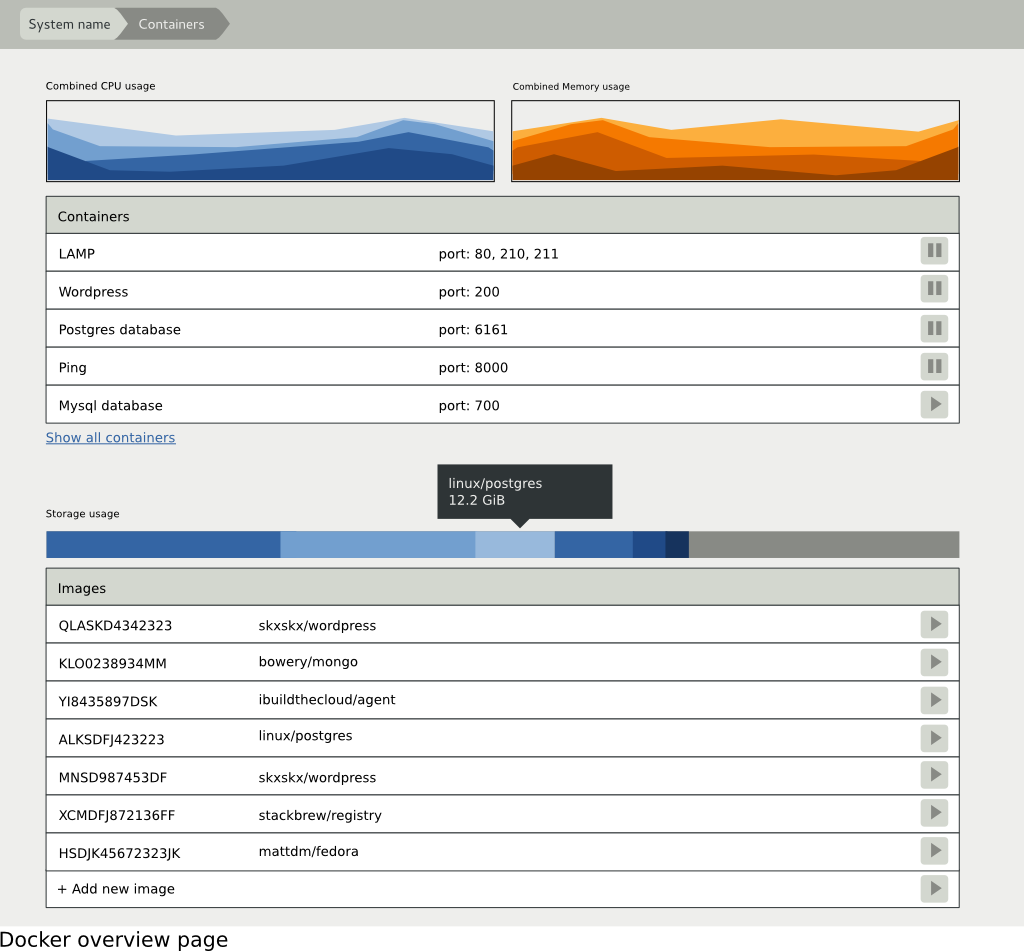 System name
Containers
Combined CPU usage
Combined Memory usage
Containers
LAMP port: 80, 210, 211
Wordpress port: 200
Postgres database port: 6161
Ping port: 8000
Mysql database port: 700
Show all containers
linux/postgres
12.2 GiB
Storage usage
Images
QLASKD4342323 skxskx/wordpress
KLO0238934MM bowery/mongo
YI8435897DSK ibuildthecloud/agent
ALKSDFJ423223 linux/postgres
MNSD987453DF skxskx/wordpress
XCMDFJ872136FF stackbrew/registry
HSDJK45672323JK mattdm/fedora
+ Add new image
Docker overview page